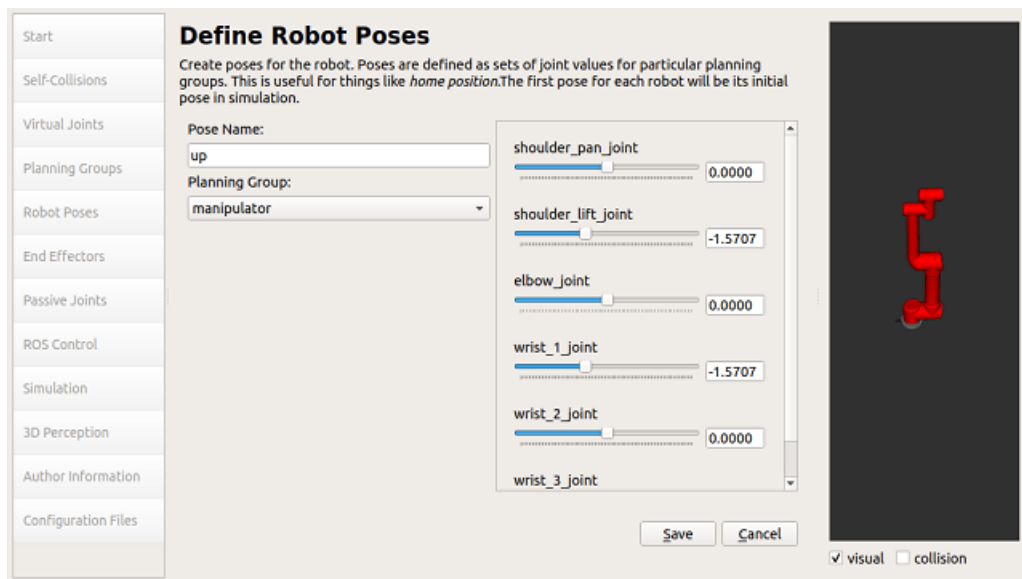 Start
Self-Collisions
Virtual Joints
Planning Groups
Robot Poses
End Effectors
Passive Joints
ROS Control
Simulation
3D Perception
Author Information
Configuration Files
Define Robot Poses
Create poses for the robot. Poses are defined as sets of joint values for particular planning
groups. This is useful for things like home position.The first pose for each robot will be its initial
pose in simulation.
Pose Name:
up
Planning Group:
manipulator
shoulder_pan_joint
0.0000
shoulder_lift_joint
-1.5707
elbow_joint
0.0000
wrist_1_joint
-1.5707
wrist_2_joint
0.0000
wrist_3_joint
Save
Cancel
visual
collision